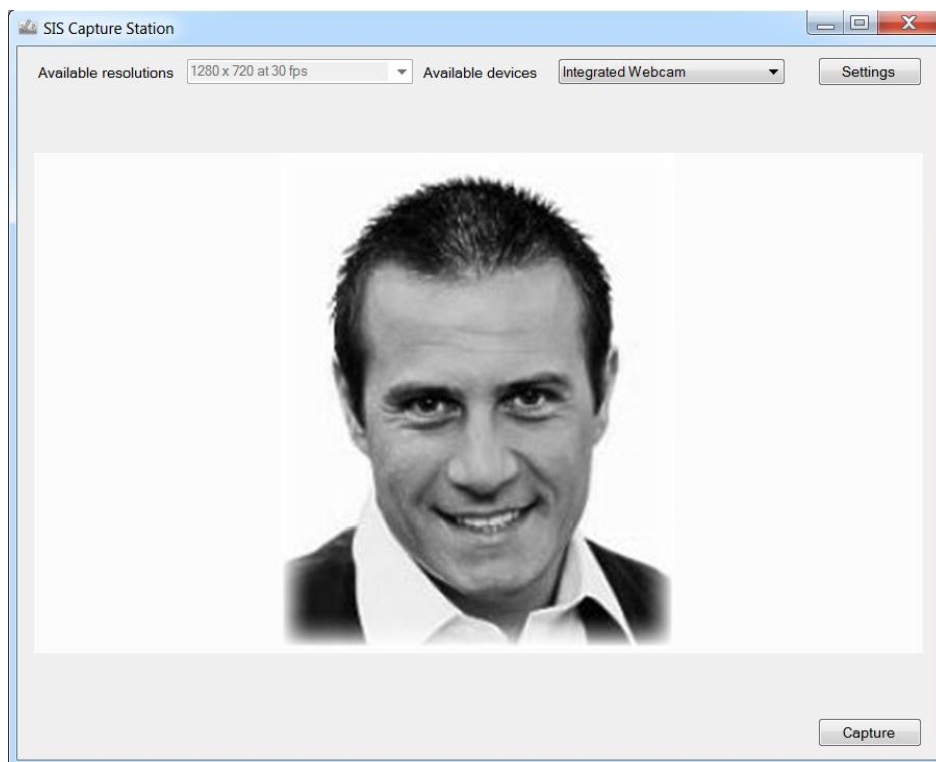 SIS Capture Station
Available resolutions 1280 x 720 at 30 fps Available devices Integrated Webcam Settings
Capture